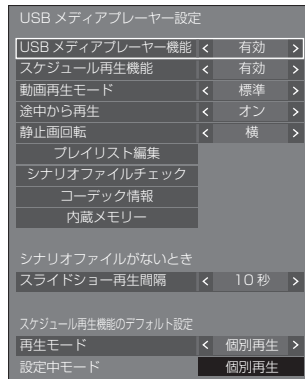 USB メディアプレーヤー設定
USB メディアプレーヤー機能 < 有効 >
スケジュール再生機能 < 有効 >
動画再生モード < 標準 >
途中から再生 < オン >
静止画回転 < 横 >
プレイリスト編集
シナリオファイルチェック
コーデック情報
内蔵メモリー
シナリオファイルがないとき
スライドショー再生間隔 < 10秒 >
スケジュール再生機能のデフォルト設定
再生モード < 個別再生 >
設定中モード 個別再生